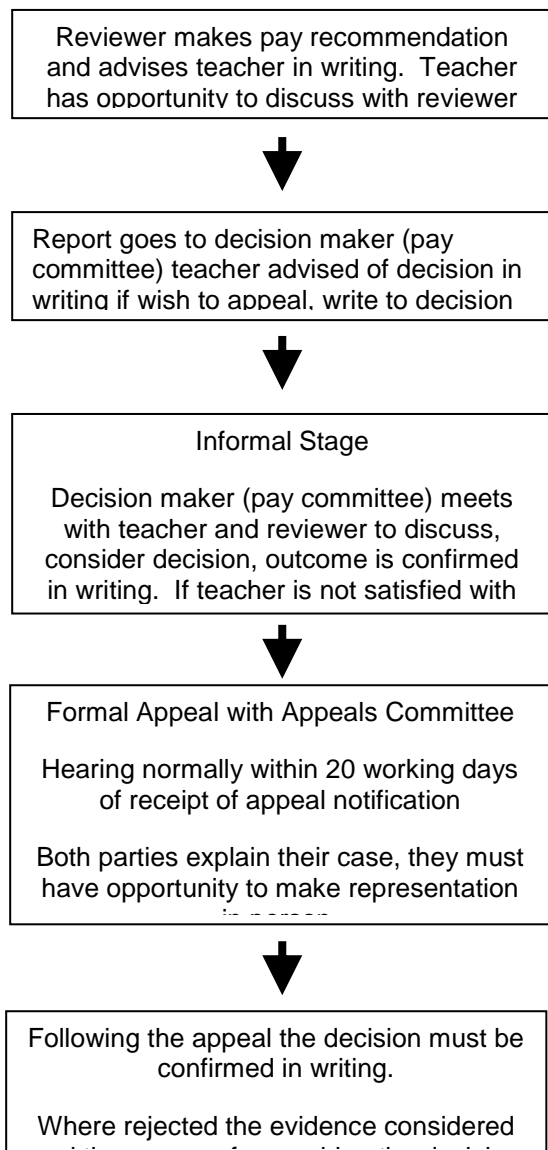 Reviewer makes pay recommendation
and advises teacher in writing.  Teacher
has opportunity to discuss with reviewer
Report goes to decision maker (pay
committee) teacher advised of decision in
writing if wish to appeal, write to decision
Informal Stage
Decision maker (pay committee) meets
with teacher and reviewer to discuss,
consider decision, outcome is confirmed
in writing.  If teacher is not satisfied with
Formal Appeal with Appeals Committee
Hearing normally within 20 working days
of receipt of appeal notification
Both parties explain their case, they must
have opportunity to make representation
in person
Following the appeal the decision must be
confirmed in writing.
Where rejected the evidence considered